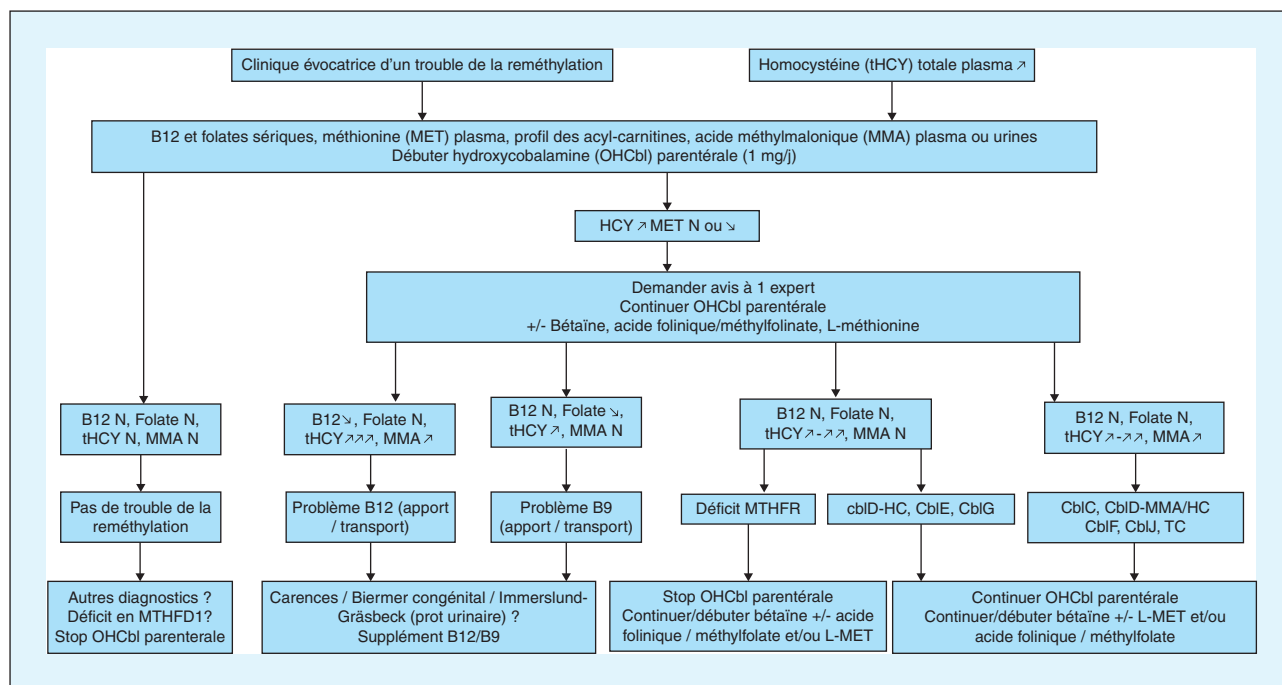 Clinique évocatrice d'un trouble de la reméthylation
Homocystéine (tHCY) totale plasma ↗
B12 et folates sériques, méthionine (MET) plasma, profil des acyl-carnitines, acide méthylmalonique (MMA) plasma ou urines
Débuter hydroxycobalamine (OHCbl) parentérale (1 mg/j)
HCY ↗ MET N ou ↘
Demander avis à 1 expert
Continuer OHCbl parentérale
+/- Bétaïne, acide folinique/méthylfolinate, L-méthionine
B12 N, Folate N,
tHCY N, MMA N
B12↘, Folate N,
tHCY↗↗↗, MMA↗
B12 N, Folate↘,
tHCY↗, MMA N
B12 N, Folate N,
tHCY↗-↗↗, MMA N
B12 N, Folate N,
tHCY↗-↗↗, MMA↗
Pas de trouble de la
reméthylation
Problème B12 (apport
/ transport)
Problème B9
(apport / transport)
Déficit MTHFR
cblD-HC, CblE, CblG
CblC, CblD-MMA/HC
CblF, CblJ, TC
Autres diagnostics ?
Déficit en MTHFD1?
Stop OHCbl parenterale
Carences / Biermer congénital / Immerslund-
Gräsbeck (prot urinaire) ?
Supplément B12/B9
Stop OHCbl parentérale
Continuer/débuter bétaïne +/- acide
folinique / méthylfolate et/ou L-MET
Continuer OHCbl parentérale
Continuer/débuter bétaïne +/- L-MET et/ou
acide folinique / méthylfolate